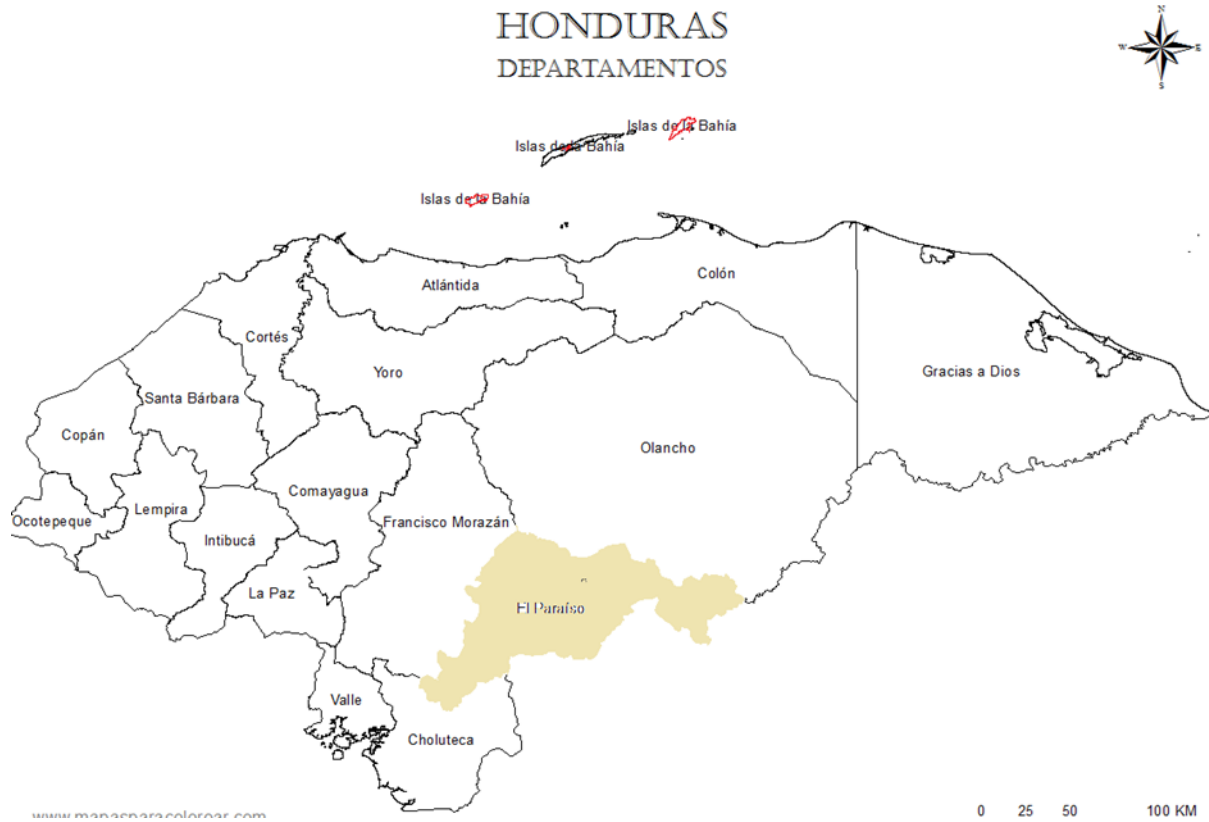 HONDURAS
DEPARTAMENTOS
N
W
E
S
Islas de la Bahía
Islas de la Bahía
Islas de la Bahía
Colón
Atlántida
Cortés
Yoro
Gracias a Dios
Santa Bárbara
Copán
Olancho
Comayagua
Lempira
Ocotepeque
Francisco Morazán
Intibucá
La Paz
El Paraíso
Valle
Choluteca
www.mapasparacolorear.com
0 25 50 100 KM